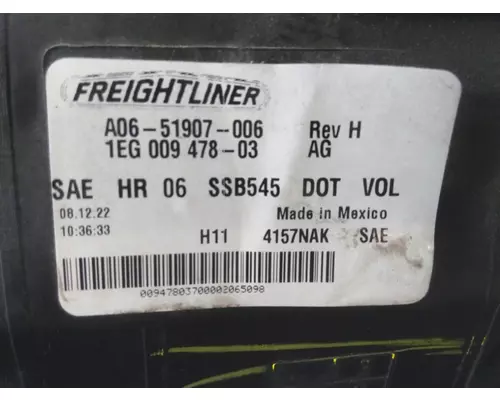 FREIGHTLINER
A06-51907-006 Rev H
1EG 009 478-03 AG
SAE HR 06 SSB545 DOT VOL
08.12.22 Made in Mexico
10:36:33 H11 4157NAK SAE
00947803700002065098